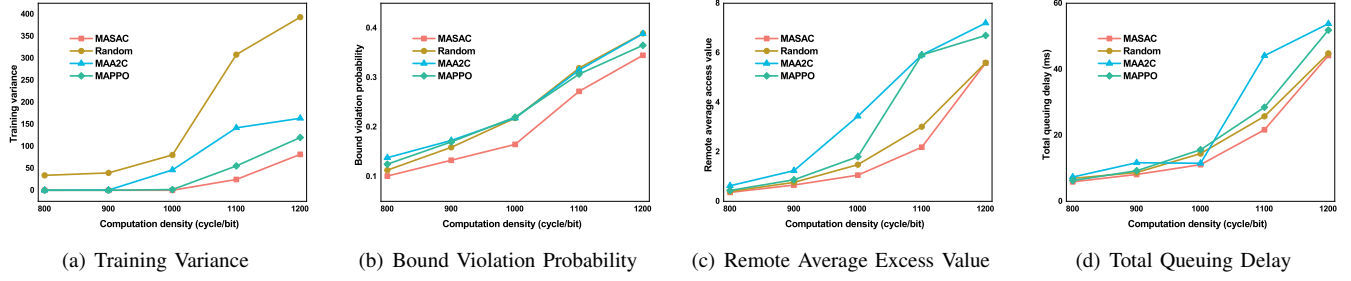 400
350
300
250
200
150
100
50
0
Training variance
MASAC
Random
MAA2C
MAPPO
800 900 1000 1100 1200
Computation density (cycle/bit)
(a) Training Variance
0.4
0.3
0.2
0.1
Bound violation probability
MASAC
Random
MAA2C
MAPPO
800 900 1000 1100 1200
Computation density (cycle/bit)
(b) Bound Violation Probability
8
6
4
2
0
Remote average access value
MASAC
Random
MAA2C
MAPPO
800 900 1000 1100 1200
Computation density (cycle/bit)
(c) Remote Average Excess Value
60
40
20
0
Total queuing delay (ms)
MASAC
Random
MAA2C
MAPPO
800 900 1000 1100 1200
Computation density (cycle/bit)
(d) Total Queuing Delay